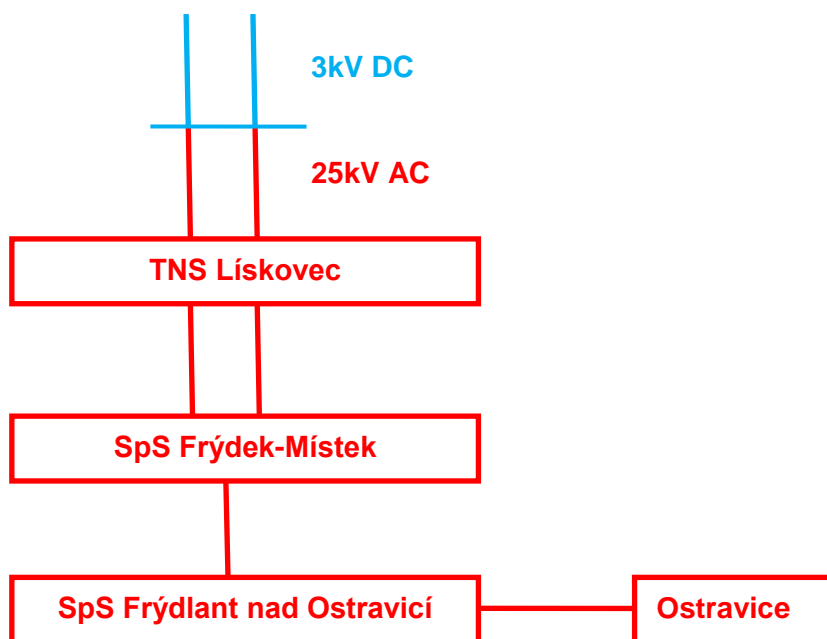 3kV DC
25kV AC
TNS Lískovec
SpS Frýdek-Místek
SpS Frýdlant nad Ostravicí
Ostravice